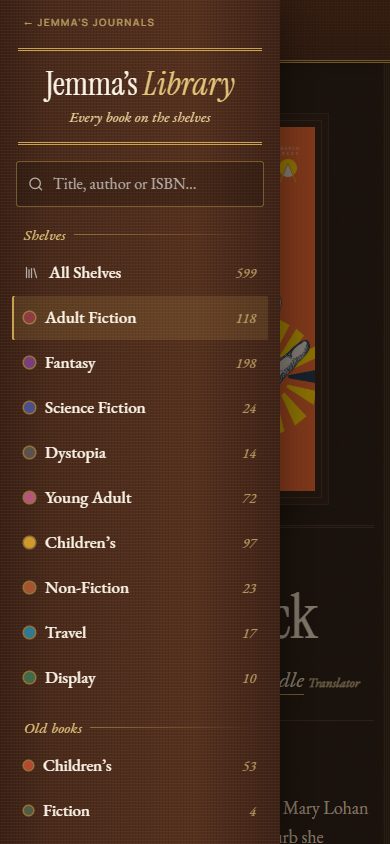 ← JEMMA'S JOURNALS
Jemma's Library
Every book on the shelves
Title, author or ISBN...
Shelves
All Shelves 599
Adult Fiction 118
Fantasy 198
Science Fiction 24
Dystopia 14
Young Adult 72
Children's 97
Non-Fiction 23
Travel 17
Display 10
Old books
Children's 53
Fiction 4
ck
dle Translator
Mary Lohan
urb she